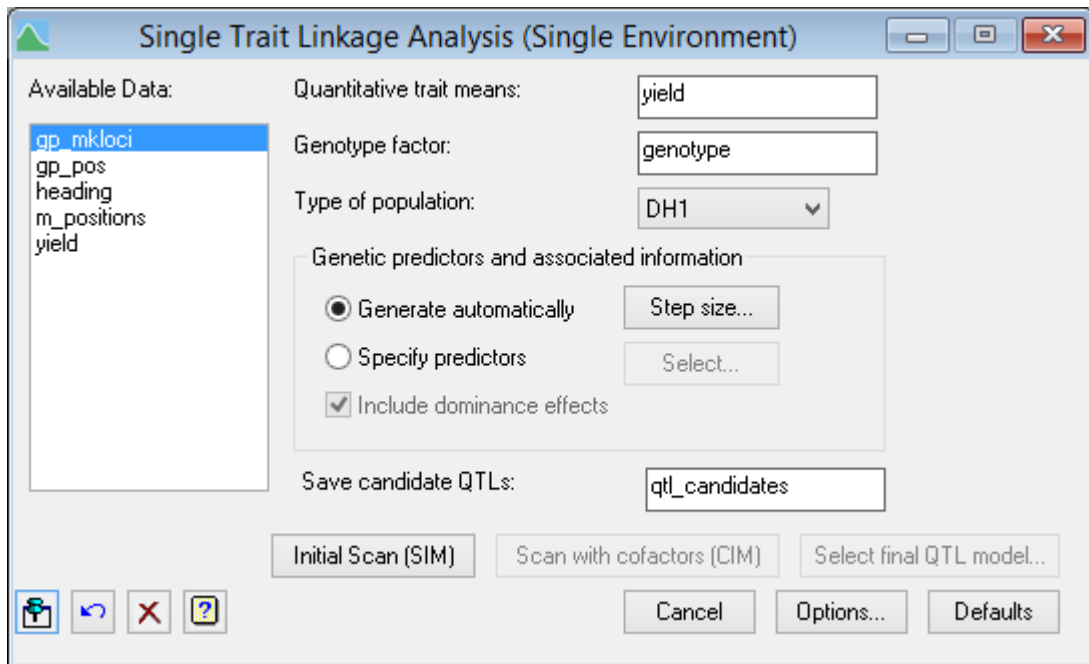 Single Trait Linkage Analysis (Single Environment)
Available Data:
gp_mkloci
gp_pos
heading
m_positions
yield
Quantitative trait means:
yield
Genotype factor:
genotype
Type of population:
DH1
Genetic predictors and associated information
Generate automatically
Step size...
Specify predictors
Select...
Include dominance effects
Save candidate QTLs:
qtl_candidates
Initial Scan (SIM)
Scan with cofactors (CIM)
Select final QTL model...
?
Cancel
Options...
Defaults